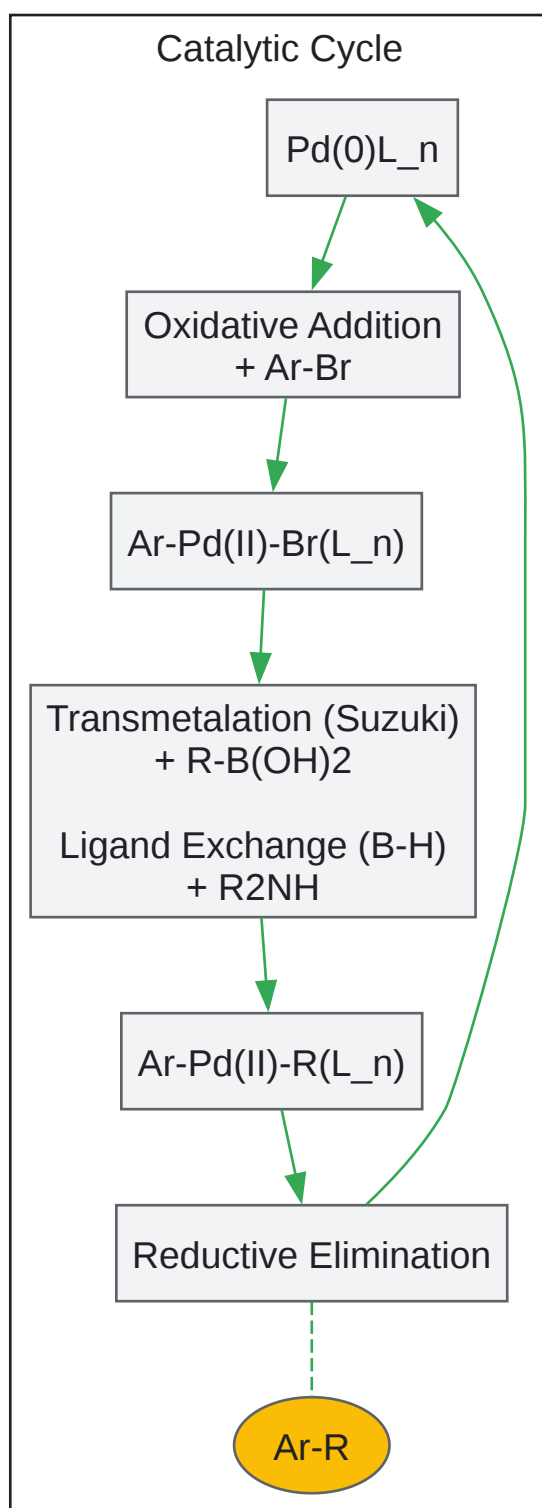 Catalytic Cycle
Pd(0)L_n
Oxidative Addition
+ Ar-Br
Ar-Pd(II)-Br(L_n)
Transmetalation (Suzuki)
+ R-B(OH)2
Ligand Exchange (B-H)
+ R2NH
Ar-Pd(II)-R(L_n)
Reductive Elimination
Ar-R